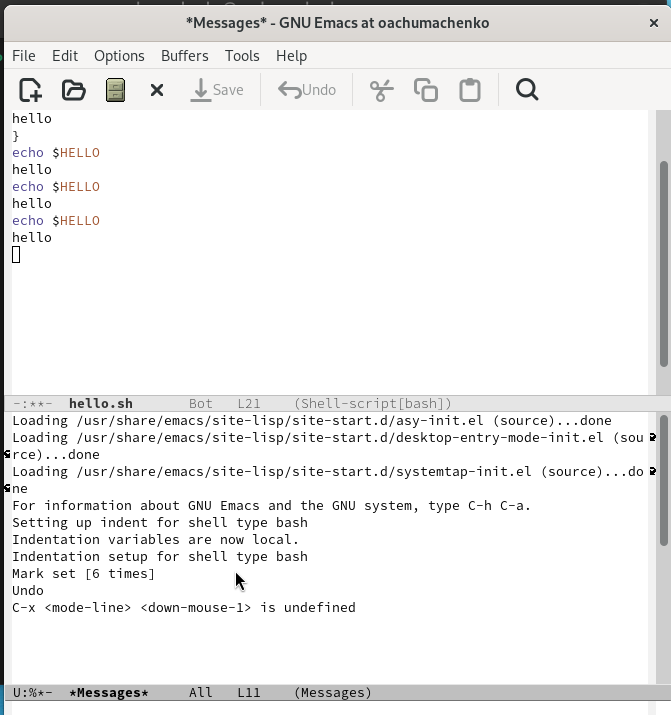 *Messages* - GNU Emacs at oachumachenko
File Edit Options Buffers Tools Help
Save Undo
hello
}
echo $HELLO
hello
echo $HELLO
hello
echo $HELLO
hello
-:**- hello.sh Bot L21 (Shell-script[bash])
Loading /usr/share/emacs/site-lisp/site-start.d/asy-init.el (source)...done
Loading /usr/share/emacs/site-lisp/site-start.d/desktop-entry-mode-init.el (sou
rce)...done
Loading /usr/share/emacs/site-lisp/site-start.d/systemtap-init.el (source)...do
ne
For information about GNU Emacs and the GNU system, type C-h C-a.
Setting up indent for shell type bash
Indentation variables are now local.
Indentation setup for shell type bash
Mark set [6 times]
Undo
C-x <mode-line> <down-mouse-1> is undefined
U:%*- *Messages* All L11 (Messages)